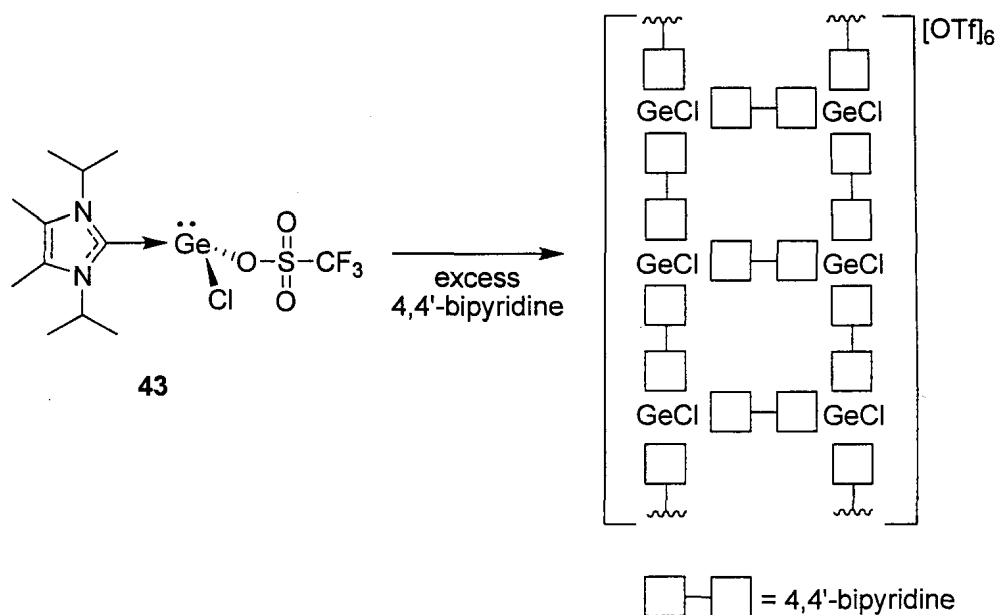 [OTf]6
GeCl GeCl
N
O
Ge O S CF3
N Cl O
GeCl GeCl
excess
4,4'-bipyridine
43
GeCl GeCl
= 4,4'-bipyridine